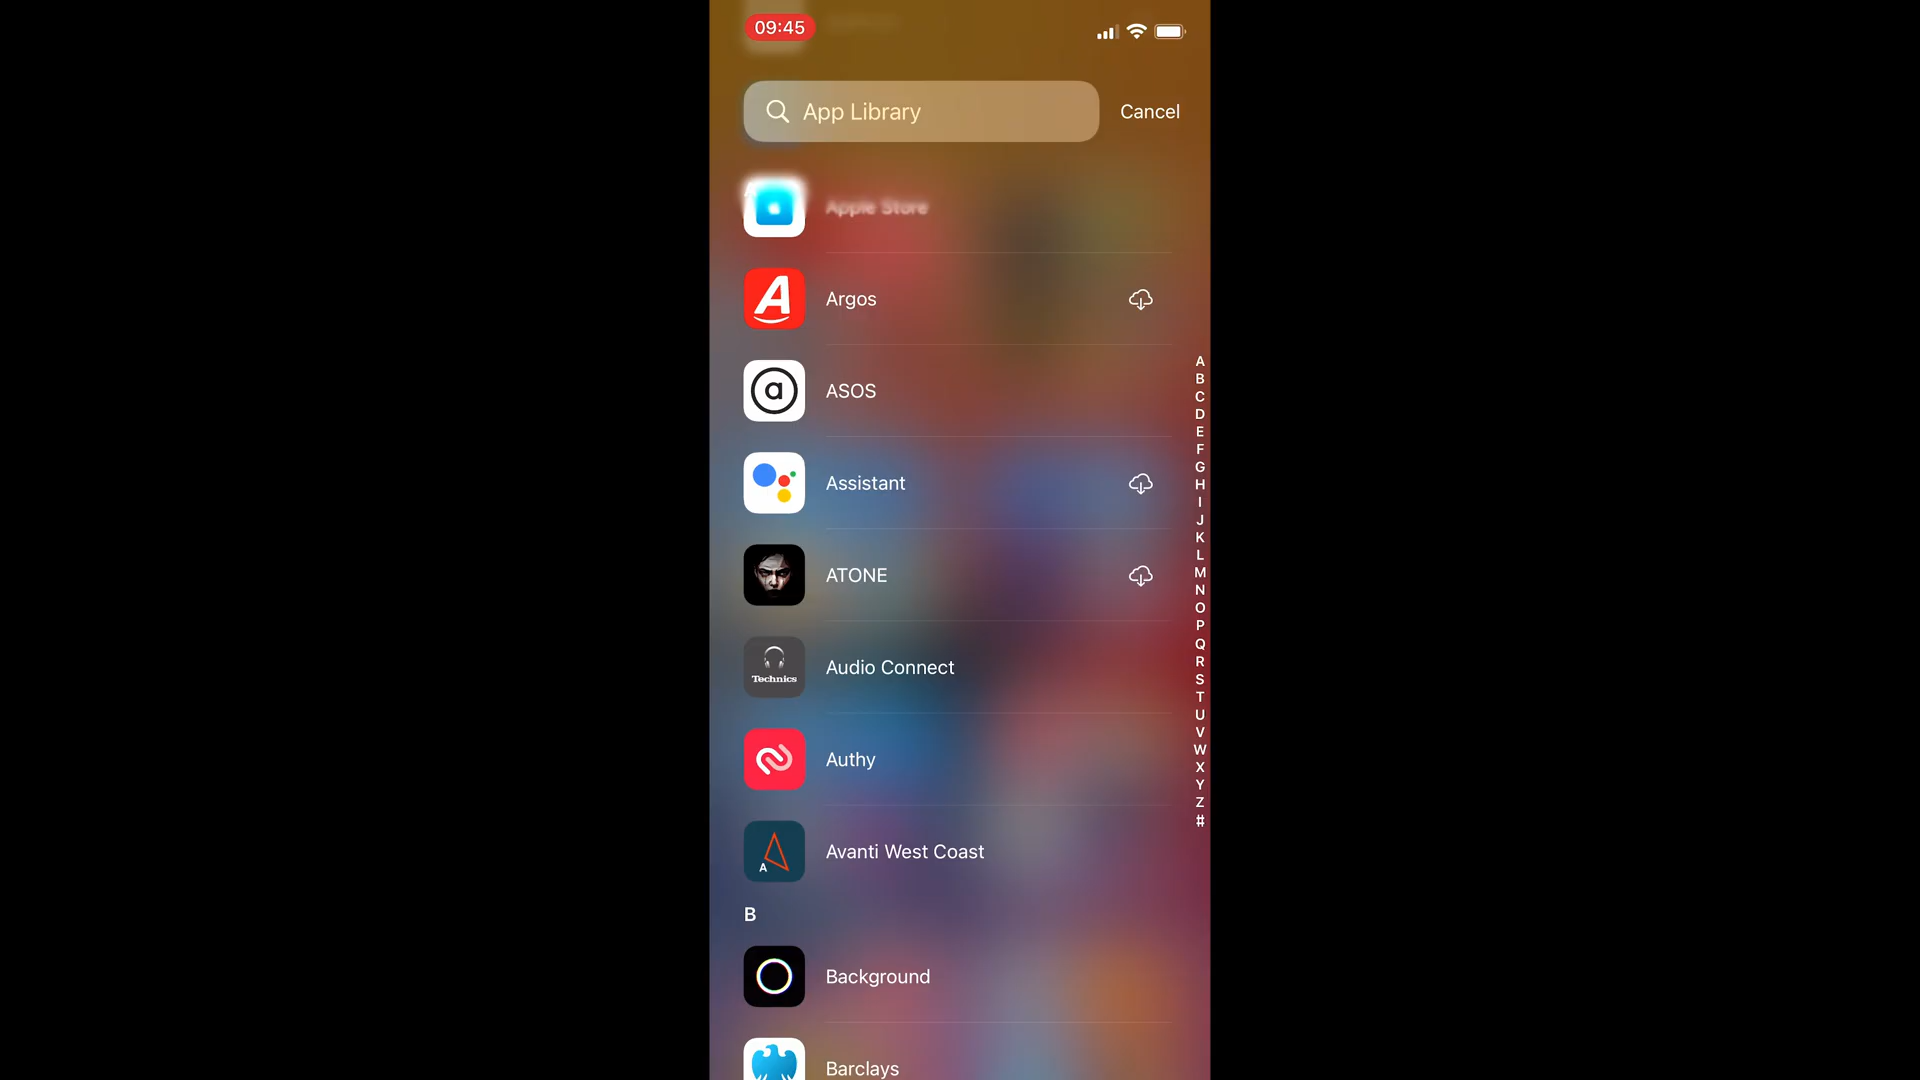 09:45
App Library
Cancel
Apple Store
Argos
ASOS
Assistant
ATONE
Technics
Audio Connect
Authy
A
Avanti West Coast
B
Background
Barclays
A
B
C
D
E
F
G
H
I
J
K
L
M
N
O
P
Q
R
S
T
U
V
W
X
Y
Z
#